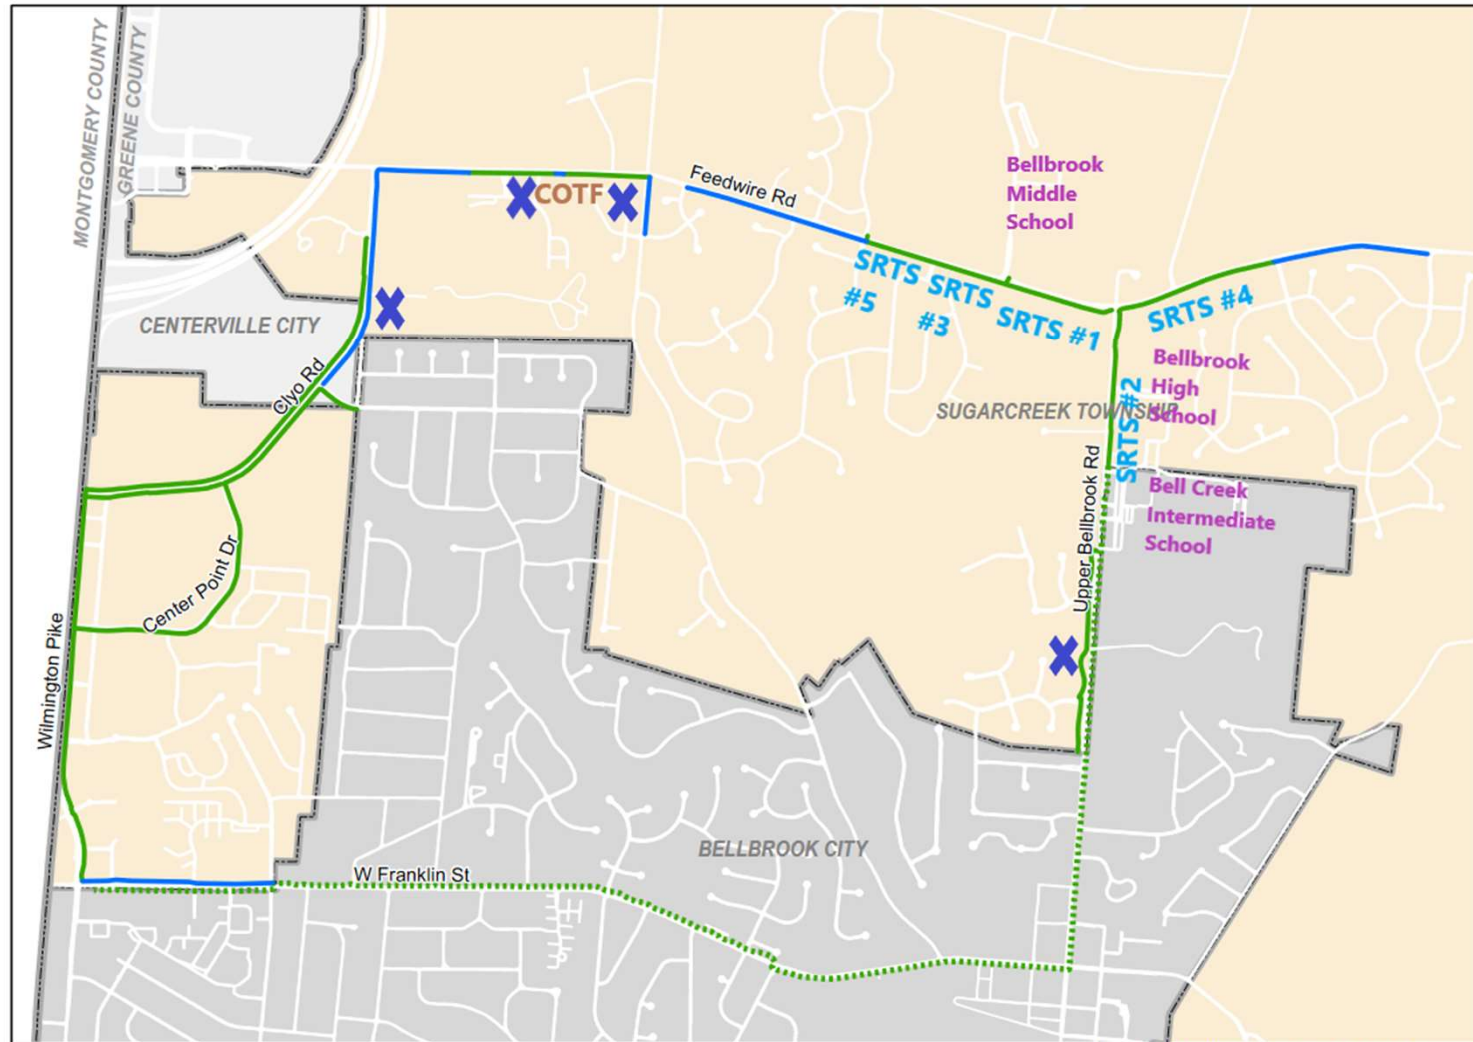 MONTGOMERY COUNTY
GREENE COUNTY
COTF
Feedwire Rd
Bellbrook
Middle
School
SRTS
#5
SRTS
#3
SRTS #1
SRTS #4
CENTERVILLE CITY
Clyo Rd
Bellbrook
High
School
SUGARCREEK TOWNSHIP
SRTS #2
Upper Bellbrook Rd
Bell Creek
Intermediate
School
Center Point Dr
Wilmington Pike
BELLBROOK CITY
W Franklin St